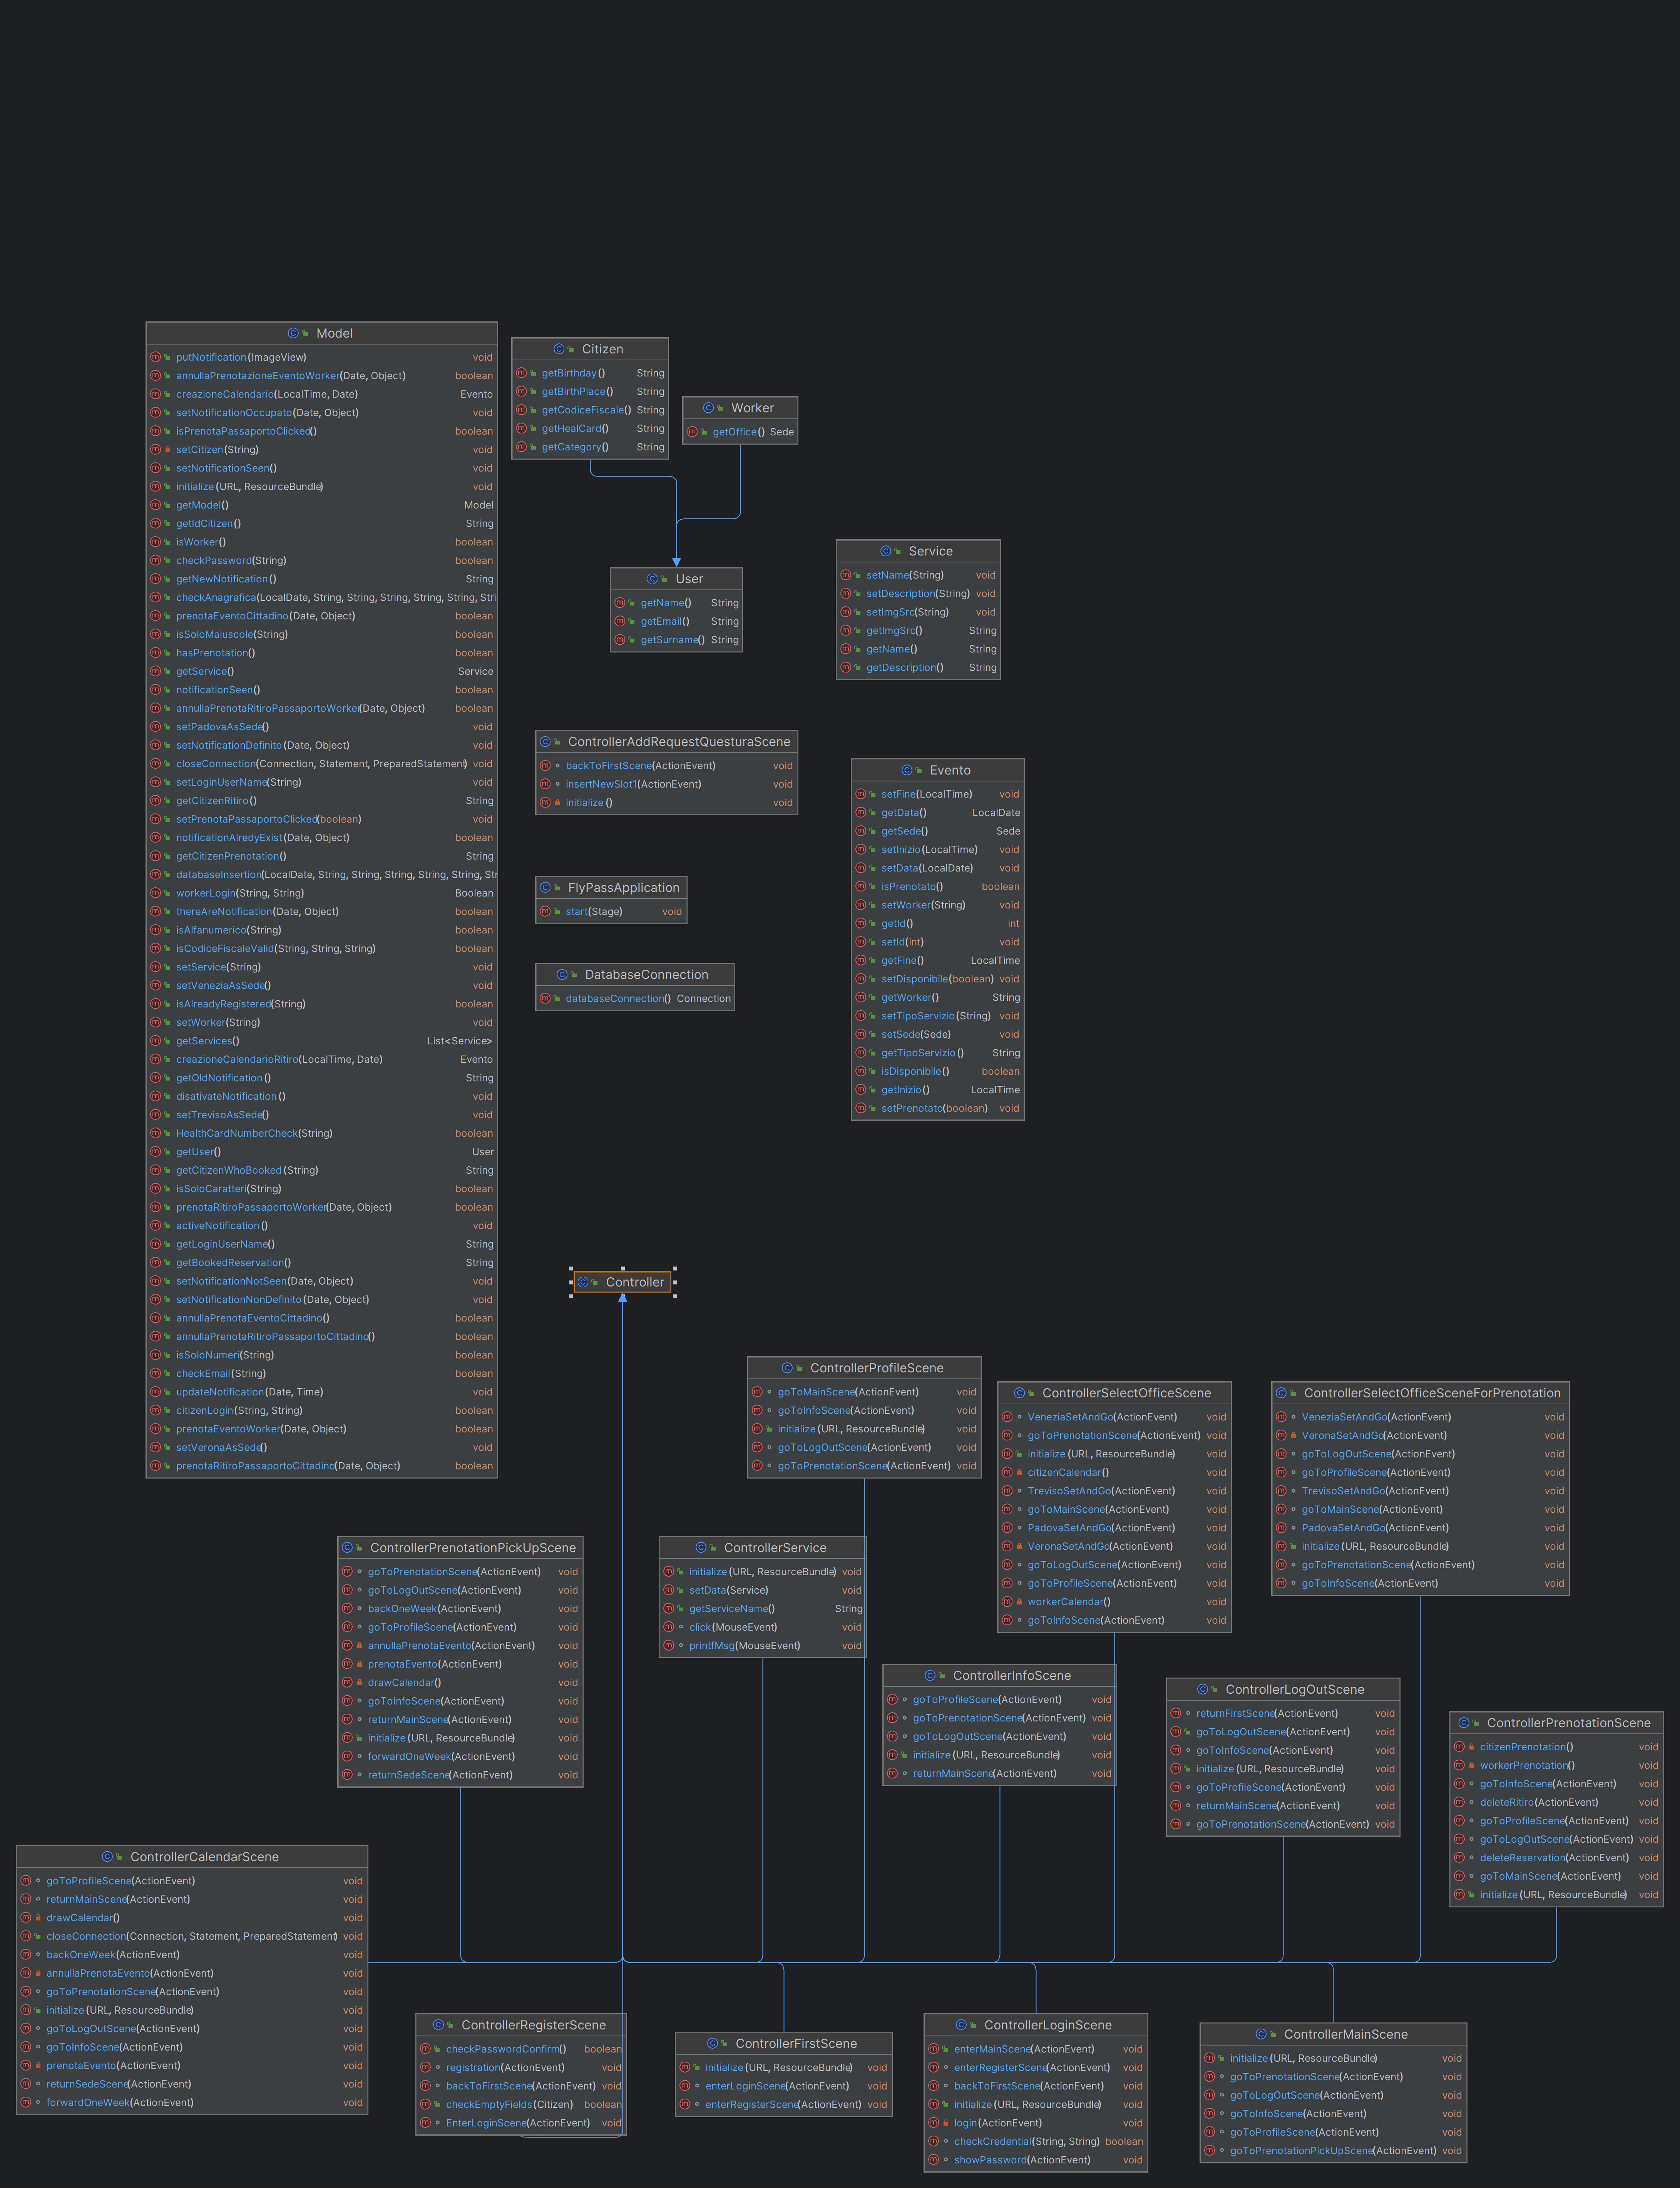 Model
putNotification(ImageView) void
annullaPrenotazioneEventoWorker(Date, Object) boolean
creazioneCalendario(LocalTime, Date) Evento
setNotificationOccupato(Date, Object) void
isPrenotaPassaportoClicked() boolean
setCitizen(String) void
setNotificationSeen() void
initialize(URL, ResourceBundle) void
getModel() Model
getIdCitizen() String
isWorker() boolean
checkPassword(String) boolean
getNewNotification() String
checkAnagrafica(LocalDate, String, String, String, String, String, Stri
prenotaEventoCittadino(Date, Object) boolean
isSoloMaiuscole(String) boolean
hasPrenotation() boolean
getService() Service
notificationSeen() boolean
annullaPrenotaRitiroPassaportoWorker(Date, Object) boolean
setPadovaAsSede() void
setNotificationDefinito(Date, Object) void
closeConnection(Connection, Statement, PreparedStatement) void
setLoginUserName(String) void
getCitizenRitiro() String
setPrenotaPassaportoClicked(boolean) void
notificationAlredyExist(Date, Object) boolean
getCitizenPrenotation() String
databaseInsertion(LocalDate, String, String, String, String, String, Str
workerLogin(String, String) Boolean
thereAreNotification(Date, Object) boolean
isAlfanumerico(String) boolean
isCodiceFiscaleValid(String, String, String) boolean
setService(String) void
setVeneziaAsSede() void
isAlreadyRegistered(String) boolean
setWorker(String) void
getServices() List<Service>
creazioneCalendarioRitiro(LocalTime, Date) Evento
getOldNotification() String
disativateNotification() void
setTrevisoAsSede() void
HealthCardNumberCheck(String) boolean
getUser() User
getCitizenWhoBooked(String) String
isSoloCaratteri(String) boolean
prenotaRitiroPassaportoWorker(Date, Object) boolean
activeNotification() void
getLoginUserName() String
getBookedReservation() String
setNotificationNotSeen(Date, Object) void
setNotificationNonDefinito(Date, Object) void
annullaPrenotaEventoCittadino() boolean
annullaPrenotaRitiroPassaportoCittadino() boolean
isSoloNumeri(String) boolean
checkEmail(String) boolean
updateNotification(Date, Time) void
citizenLogin(String, String) boolean
prenotaEventoWorker(Date, Object) boolean
setVeronaAsSede() void
prenotaRitiroPassaportoCittadino(Date, Object) boolean
Citizen
getBirthday() String
getBirthPlace() String
getCodiceFiscale() String
getHealCard() String
getCategory() String
Worker
getOffice() Sede
User
getName() String
getEmail() String
getSurname() String
Service
setName(String) void
setDescription(String) void
setImgSrc(String) void
getImgSrc() String
getName() String
getDescription() String
ControllerAddRequestQuesturaScene
backToFirstScene(ActionEvent) void
insertNewSlot1(ActionEvent) void
initialize() void
Evento
setFine(LocalTime) void
getData() LocalDate
getSede() Sede
setInizio(LocalTime) void
setData(LocalDate) void
isPrenotato() boolean
setWorker(String) void
getId() int
setId(int) void
getFine() LocalTime
setDisponibile(boolean) void
getWorker() String
setTipoServizio(String) void
setSede(Sede) void
getTipoServizio() String
isDisponibile() boolean
getInizio() LocalTime
setPrenotato(boolean) void
FlyPassApplication
start(Stage) void
DatabaseConnection
databaseConnection() Connection
Controller
ControllerProfileScene
goToMainScene(ActionEvent) void
goToInfoScene(ActionEvent) void
initialize(URL, ResourceBundle) void
goToLogOutScene(ActionEvent) void
goToPrenotationScene(ActionEvent) void
ControllerSelectOfficeScene
VeneziaSetAndGo(ActionEvent) void
goToPrenotationScene(ActionEvent) void
initialize(URL, ResourceBundle) void
citizenCalendar() void
TrevisoSetAndGo(ActionEvent) void
goToMainScene(ActionEvent) void
PadovaSetAndGo(ActionEvent) void
VeronaSetAndGo(ActionEvent) void
goToLogOutScene(ActionEvent) void
goToProfileScene(ActionEvent) void
workerCalendar() void
goToInfoScene(ActionEvent) void
ControllerSelectOfficeSceneForPrenotation
VeneziaSetAndGo(ActionEvent) void
VeronaSetAndGo(ActionEvent) void
goToLogOutScene(ActionEvent) void
goToProfileScene(ActionEvent) void
TrevisoSetAndGo(ActionEvent) void
goToMainScene(ActionEvent) void
PadovaSetAndGo(ActionEvent) void
initialize(URL, ResourceBundle) void
goToPrenotationScene(ActionEvent) void
goToInfoScene(ActionEvent) void
ControllerPrenotationPickUpScene
goToPrenotationScene(ActionEvent) void
goToLogOutScene(ActionEvent) void
backOneWeek(ActionEvent) void
goToProfileScene(ActionEvent) void
annullaPrenotaEvento(ActionEvent) void
prenotaEvento(ActionEvent) void
drawCalendar() void
goToInfoScene(ActionEvent) void
returnMainScene(ActionEvent) void
initialize(URL, ResourceBundle) void
forwardOneWeek(ActionEvent) void
returnSedeScene(ActionEvent) void
ControllerService
initialize(URL, ResourceBundle) void
setData(Service) void
getServiceName() String
click(MouseEvent) void
printfMsg(MouseEvent) void
ControllerInfoScene
goToProfileScene(ActionEvent) void
goToPrenotationScene(ActionEvent) void
goToLogOutScene(ActionEvent) void
initialize(URL, ResourceBundle) void
returnMainScene(ActionEvent) void
ControllerLogOutScene
returnFirstScene(ActionEvent) void
goToLogOutScene(ActionEvent) void
goToInfoScene(ActionEvent) void
initialize(URL, ResourceBundle) void
goToProfileScene(ActionEvent) void
returnMainScene(ActionEvent) void
goToPrenotationScene(ActionEvent) void
ControllerPrenotationScene
citizenPrenotation() void
workerPrenotation() void
goToInfoScene(ActionEvent) void
deleteRitiro(ActionEvent) void
goToProfileScene(ActionEvent) void
goToLogOutScene(ActionEvent) void
deleteReservation(ActionEvent) void
goToMainScene(ActionEvent) void
initialize(URL, ResourceBundle) void
ControllerCalendarScene
goToProfileScene(ActionEvent) void
returnMainScene(ActionEvent) void
drawCalendar() void
closeConnection(Connection, Statement, PreparedStatement) void
backOneWeek(ActionEvent) void
annullaPrenotaEvento(ActionEvent) void
goToPrenotationScene(ActionEvent) void
initialize(URL, ResourceBundle) void
goToLogOutScene(ActionEvent) void
goToInfoScene(ActionEvent) void
prenotaEvento(ActionEvent) void
returnSedeScene(ActionEvent) void
forwardOneWeek(ActionEvent) void
ControllerRegisterScene
checkPasswordConfirm() boolean
registration(ActionEvent) void
backToFirstScene(ActionEvent) void
checkEmptyFields(Citizen) boolean
EnterLoginScene(ActionEvent) void
ControllerFirstScene
initialize(URL, ResourceBundle) void
enterLoginScene(ActionEvent) void
enterRegisterScene(ActionEvent) void
ControllerLoginScene
enterMainScene(ActionEvent) void
enterRegisterScene(ActionEvent) void
backToFirstScene(ActionEvent) void
initialize(URL, ResourceBundle) void
login(ActionEvent) void
checkCredential(String, String) boolean
showPassword(ActionEvent) void
ControllerMainScene
initialize(URL, ResourceBundle) void
goToPrenotationScene(ActionEvent) void
goToLogOutScene(ActionEvent) void
goToInfoScene(ActionEvent) void
goToProfileScene(ActionEvent) void
goToPrenotationPickUpScene(ActionEvent) void